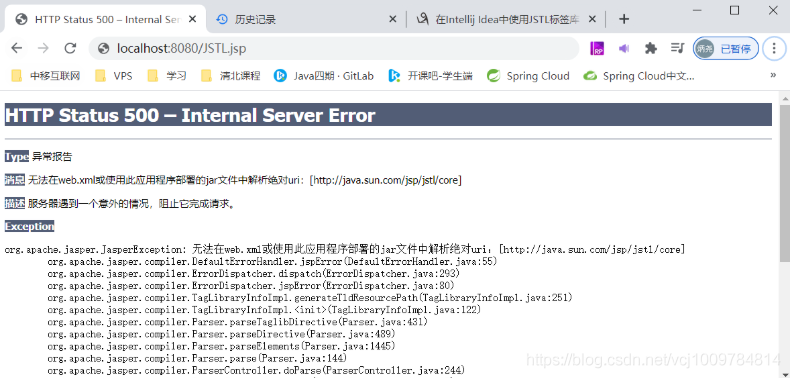 HTTP Status 500 – Internal Ser
历史记录
在Intellij Idea中使用JSTL标签库
localhost:8080/JSTL.jsp
RP
炳尧
已暂停
中移互联网
VPS
学习
清北课程
Java四期 · GitLab
开课吧-学生端
Spring Cloud
Spring Cloud中文...
HTTP Status 500 – Internal Server Error
Type 异常报告
消息 无法在web.xml或使用此应用程序部署的jar文件中解析绝对uri：[http://java.sun.com/jsp/jstl/core]
描述 服务器遇到一个意外的情况，阻止它完成请求。
Exception
org.apache.jasper.JasperException: 无法在web.xml或使用此应用程序部署的jar文件中解析绝对uri：[http://java.sun.com/jsp/jstl/core]
org.apache.jasper.compiler.DefaultErrorHandler.jspError(DefaultErrorHandler.java:55)
org.apache.jasper.compiler.ErrorDispatcher.dispatch(ErrorDispatcher.java:293)
org.apache.jasper.compiler.ErrorDispatcher.jspError(ErrorDispatcher.java:80)
org.apache.jasper.compiler.TagLibraryInfoImpl.generateTldResourcePath(TagLibraryInfoImpl.java:251)
org.apache.jasper.compiler.TagLibraryInfoImpl.<init>(TagLibraryInfoImpl.java:122)
org.apache.jasper.compiler.Parser.parseTaglibDirective(Parser.java:431)
org.apache.jasper.compiler.Parser.parseDirective(Parser.java:489)
org.apache.jasper.compiler.Parser.parseElements(Parser.java:1445)
org.apache.jasper.compiler.Parser.parse(Parser.java:144)
org.apache.jasper.compiler.ParserController.doParse(ParserController.java:244)
https://blog.csdn.net/vcj1009784814